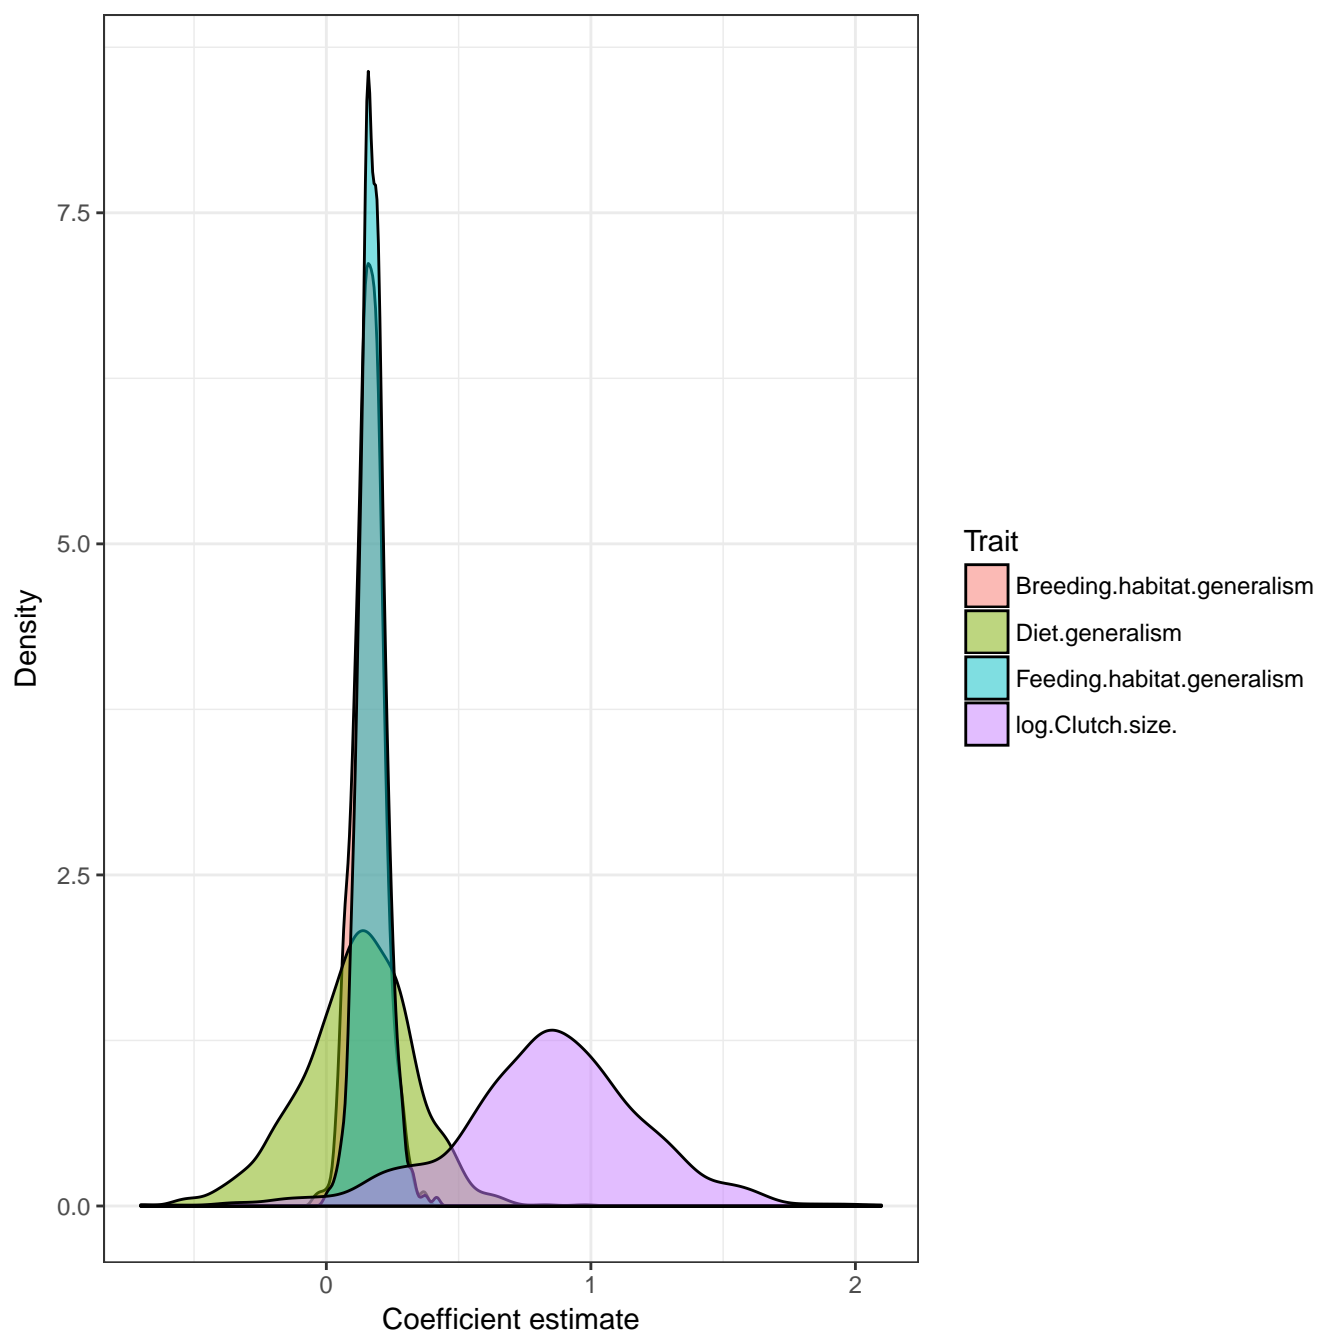 7.5
5.0
2.5
0.0
Density
0
1
2
Coefficient estimate
Trait
Breeding.habitat.generalism
Diet.generalism
Feeding.habitat.generalism
log.Clutch.size.